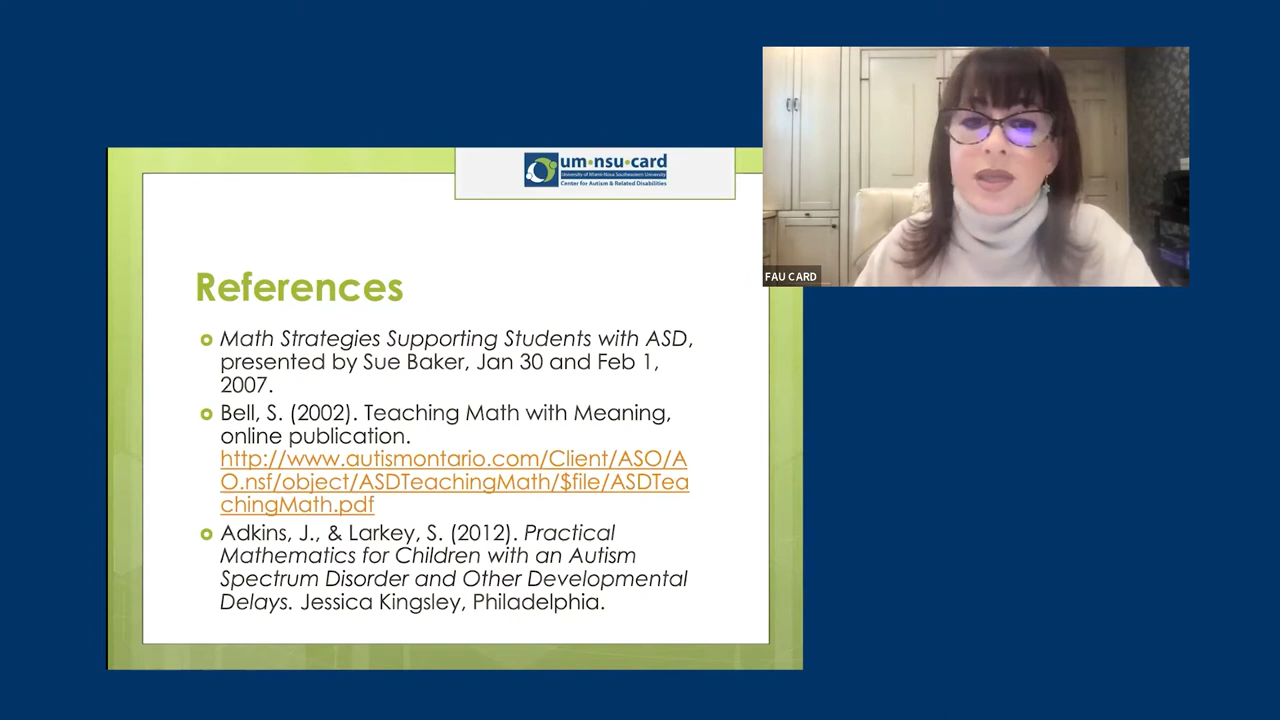 um•nsu•card
University of Miami-Nova Southeastern University
Center for Autism & Related Disabilities
References
Math Strategies Supporting Students with ASD,
presented by Sue Baker, Jan 30 and Feb 1,
2007.
Bell, S. (2002). Teaching Math with Meaning,
online publication.
http://www.autismontario.com/Client/ASO/A
O.nsf/object/ASDTeachingMath/$file/ASDTea
chingMath.pdf
Adkins, J., & Larkey, S. (2012). Practical
Mathematics for Children with an Autism
Spectrum Disorder and Other Developmental
Delays. Jessica Kingsley, Philadelphia.
FAU CARD